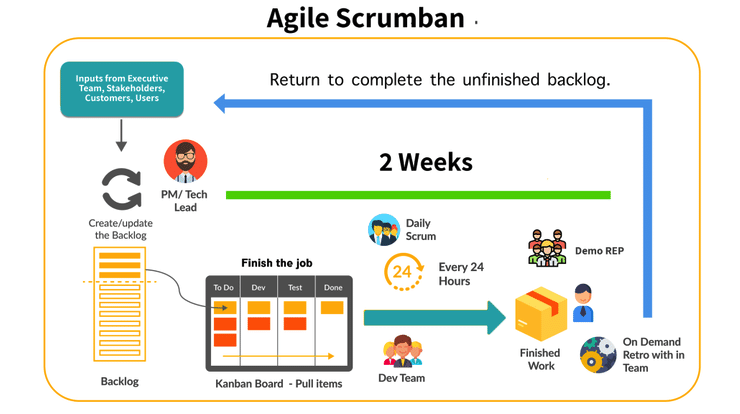 Agile Scrumban
Inputs from Executive
Team, Stakeholders,
Customers, Users
Return to complete the unfinished backlog.
2 Weeks
PM/ Tech
Lead
Create/update
the Backlog
Daily
Scrum
24
Every 24
Hours
Demo REP
Finish the job
To Do
Dev
Test
Done
Backlog
Kanban Board - Pull items
Dev Team
Finished
Work
On Demand
Retro with in
Team